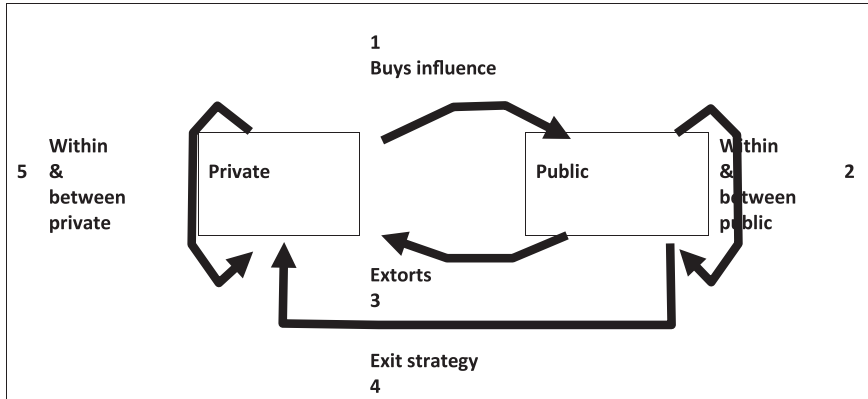 1
Buys influence
Within
5 &
between
private
Private
Public
Within
& 2
between
public
Extorts
3
Exit strategy
4